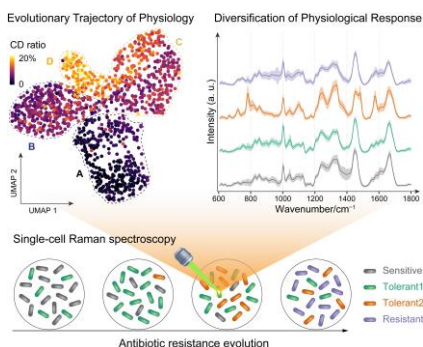 Evolutionary Trajectory of Physiology
CD ratio
20%
0
D
C
B
A
UMAP 2
UMAP 1
Diversification of Physiological Response
Intensity (a. u.)
600 800 1000 1200 1400 1600 1800
Wavenumber/cm⁻¹
Single-cell Raman spectroscopy
Sensitive
Tolerant1
Tolerant2
Resistant
Antibiotic resistance evolution